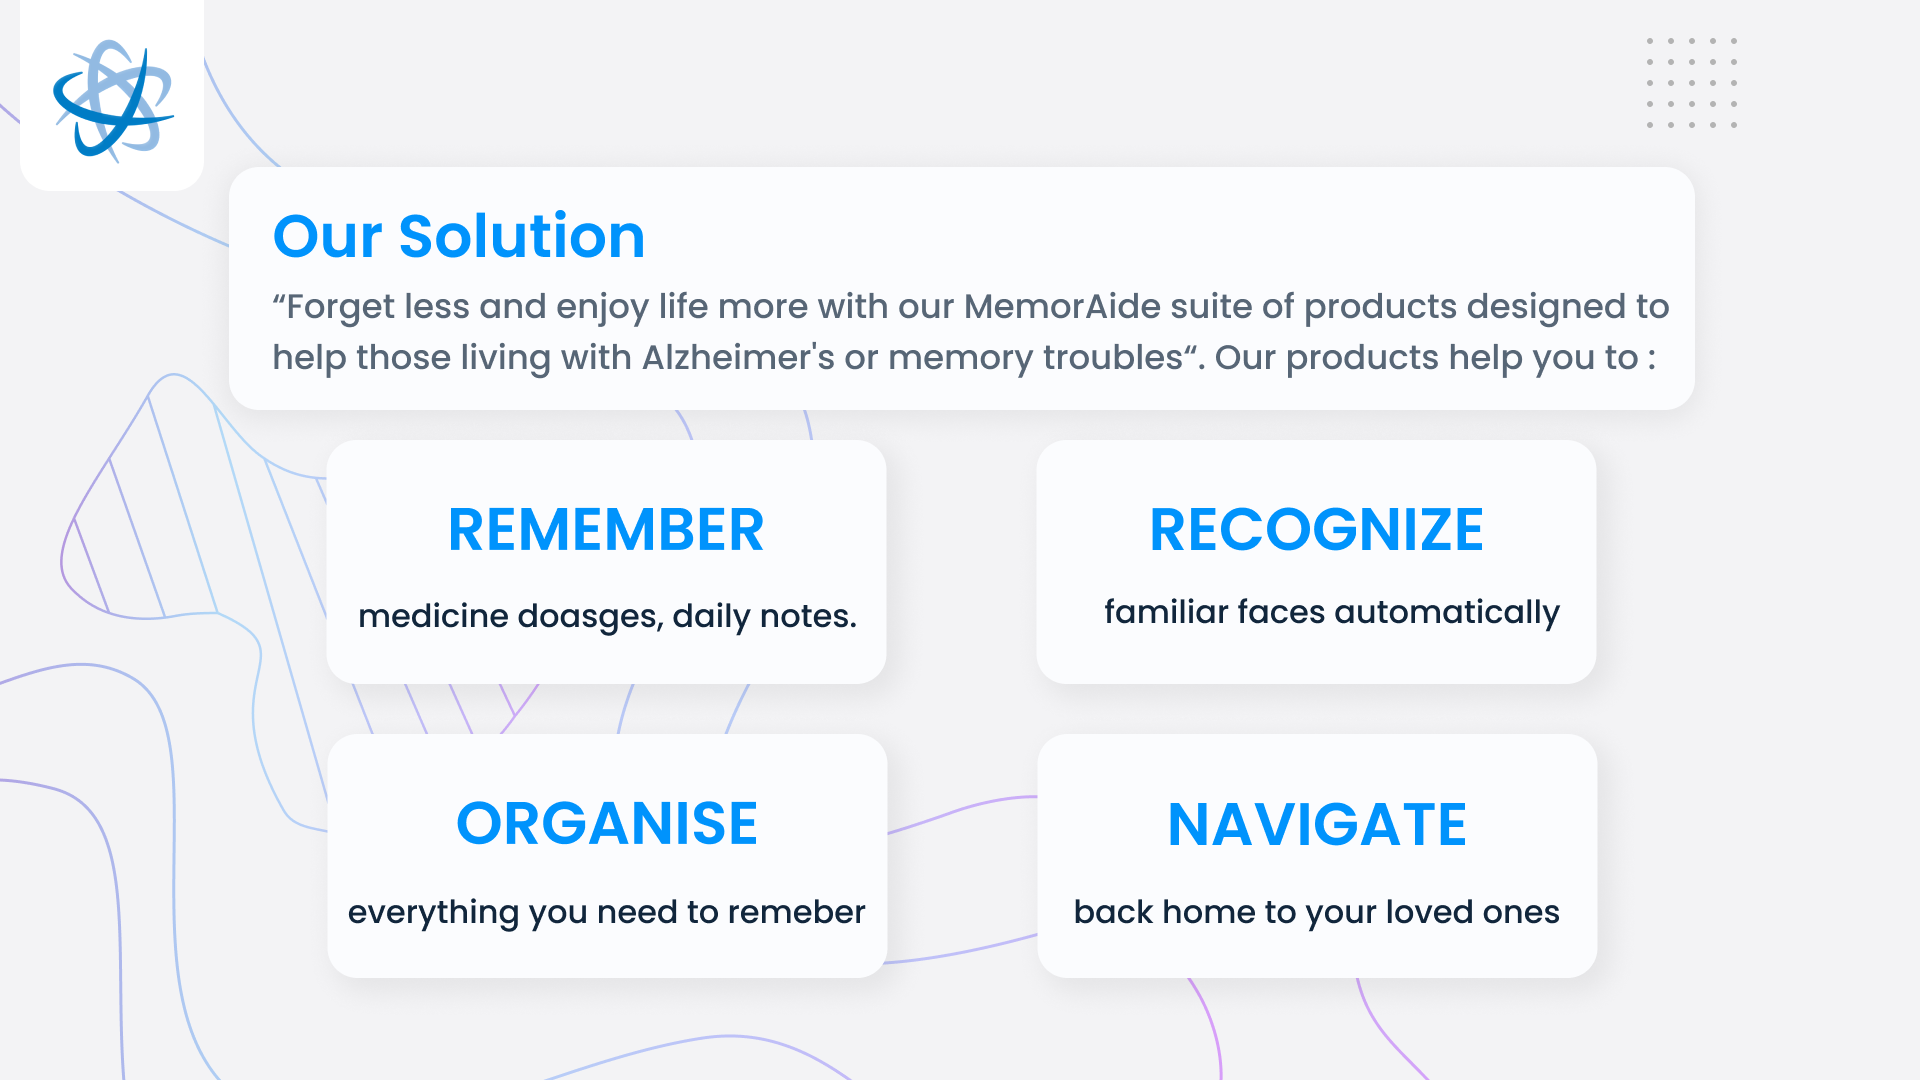 Our Solution
“Forget less and enjoy life more with our MemorAide suite of products designed to
help those living with Alzheimer's or memory troubles“. Our products help you to :
REMEMBER
medicine doasges, daily notes.
RECOGNIZE
familiar faces automatically
ORGANISE
everything you need to remeber
NAVIGATE
back home to your loved ones